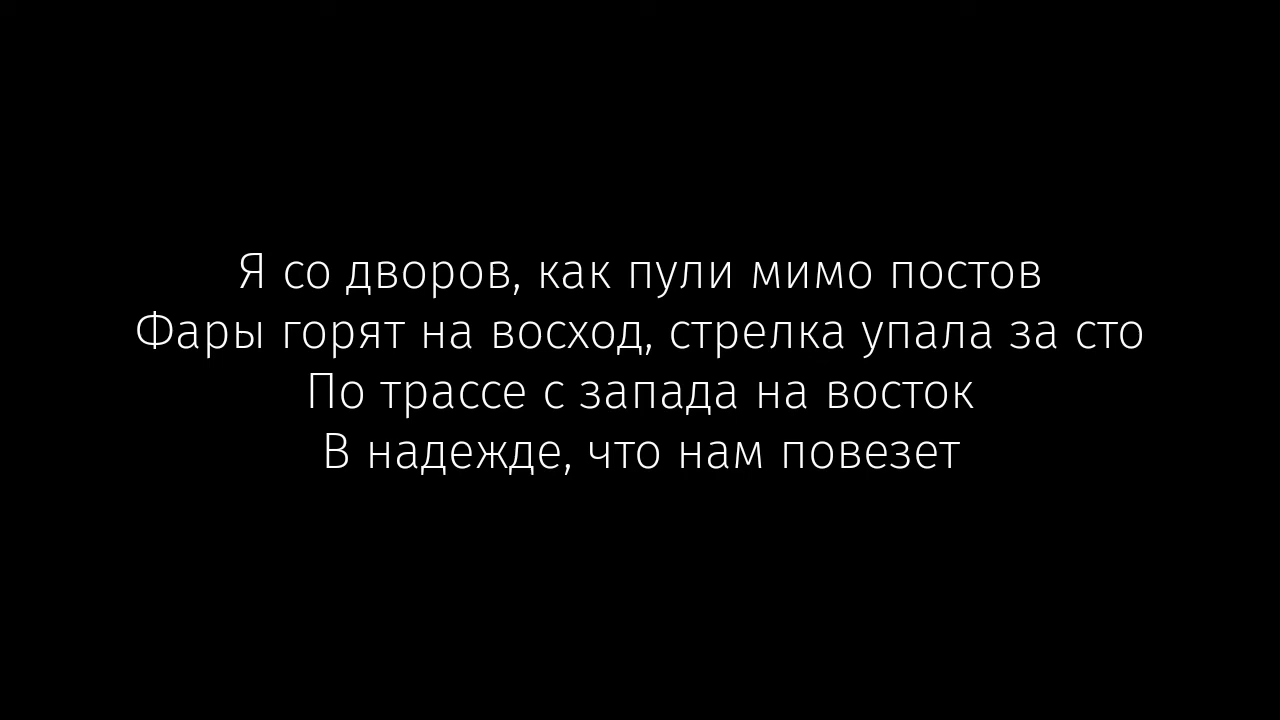 Я со дворов, как пули мимо постов
Фары горят на восход, стрелка упала за сто
По трассе с запада на восток
В надежде, что нам повезет